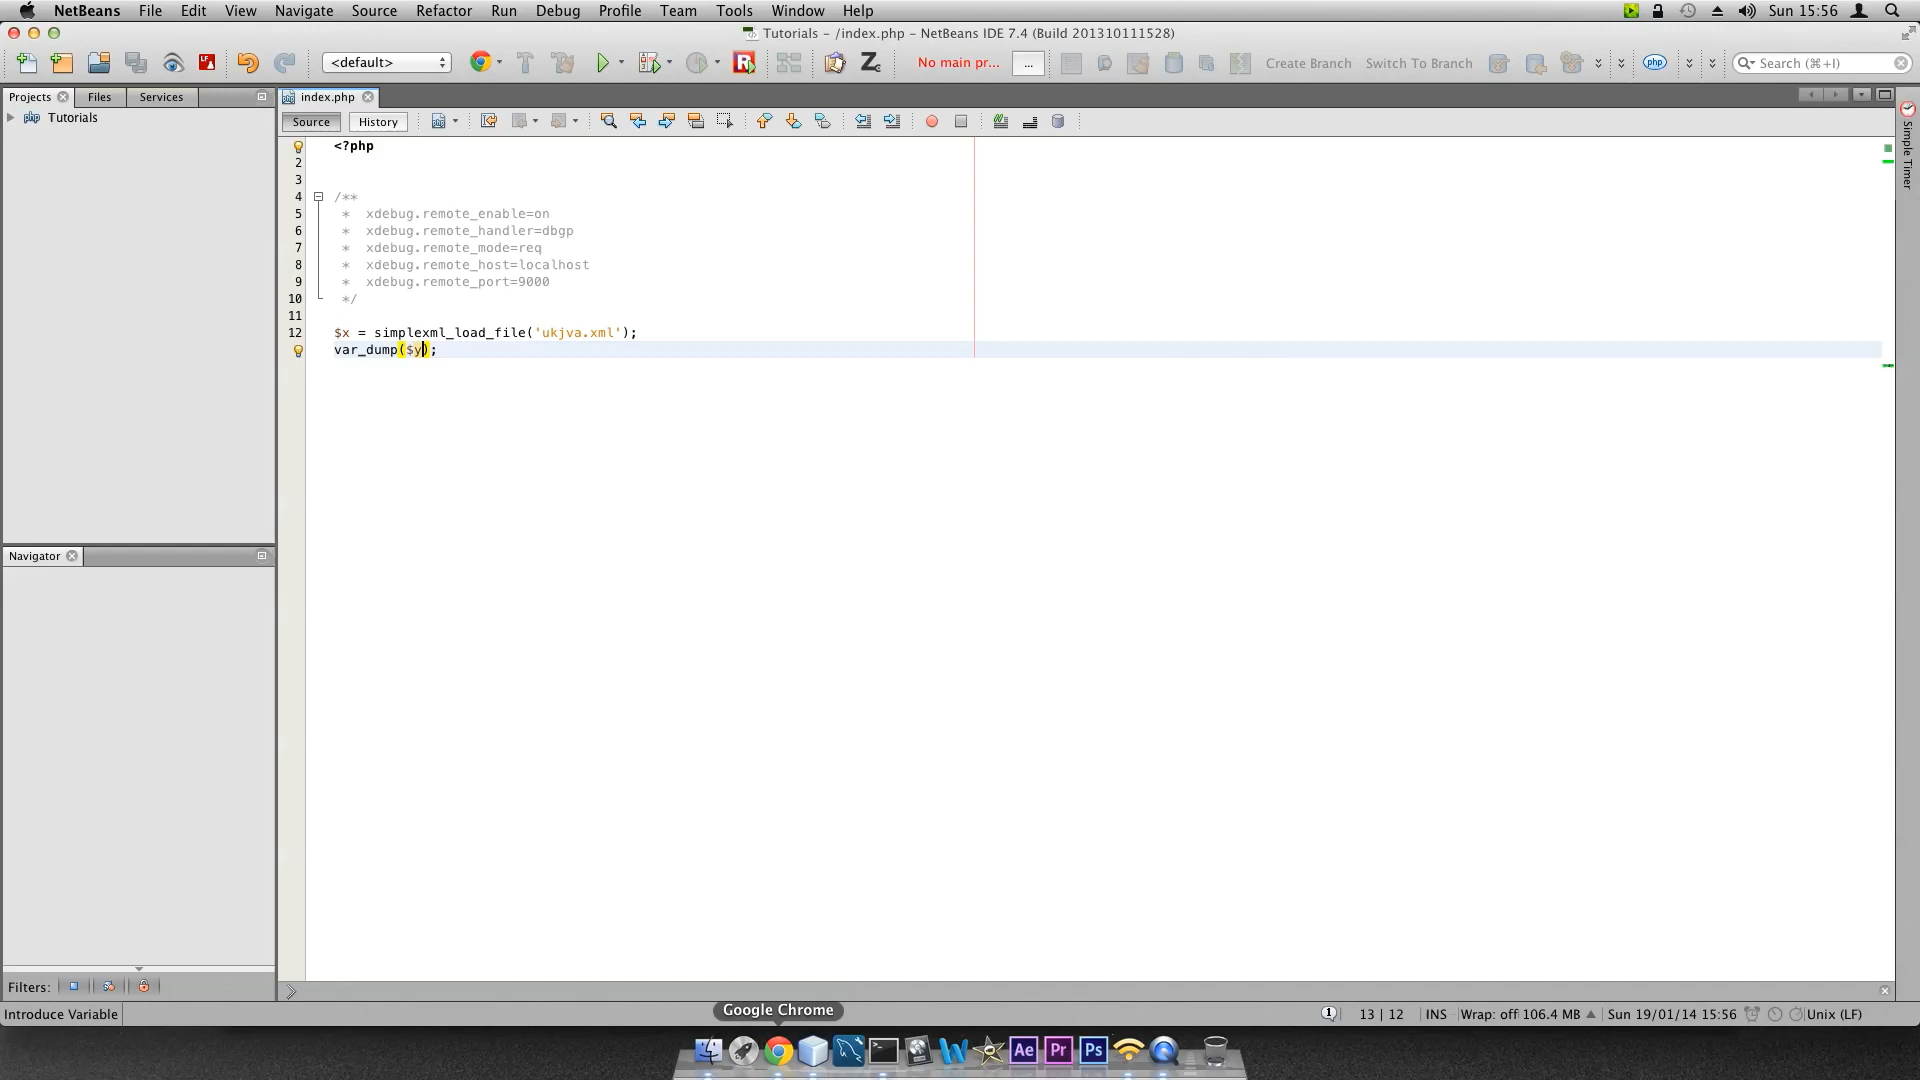 NetBeans File Edit View Navigate Source Refactor Run Debug Profile Team Tools Window Help Sun 15:56
Tutorials – /index.php – NetBeans IDE 7.4 (Build 201310111528)
<default> No main pr... ... Create Branch Switch To Branch php Search (⌘+I)
Projects Files Services index.php
php Tutorials
Source History
Simple Timer
<?php
2
3
4 /**
5 * xdebug.remote_enable=on
6 * xdebug.remote_handler=dbgp
7 * xdebug.remote_mode=req
8 * xdebug.remote_host=localhost
9 * xdebug.remote_port=9000
10 */
11
12 $x = simplexml_load_file('ukjva.xml');
var_dump($y);
Navigator
Filters:
Google Chrome
Introduce Variable 1 13 | 12 INS Wrap: off 106.4 MB Sun 19/01/14 15:56 Unix (LF)
W Ae Pr Ps